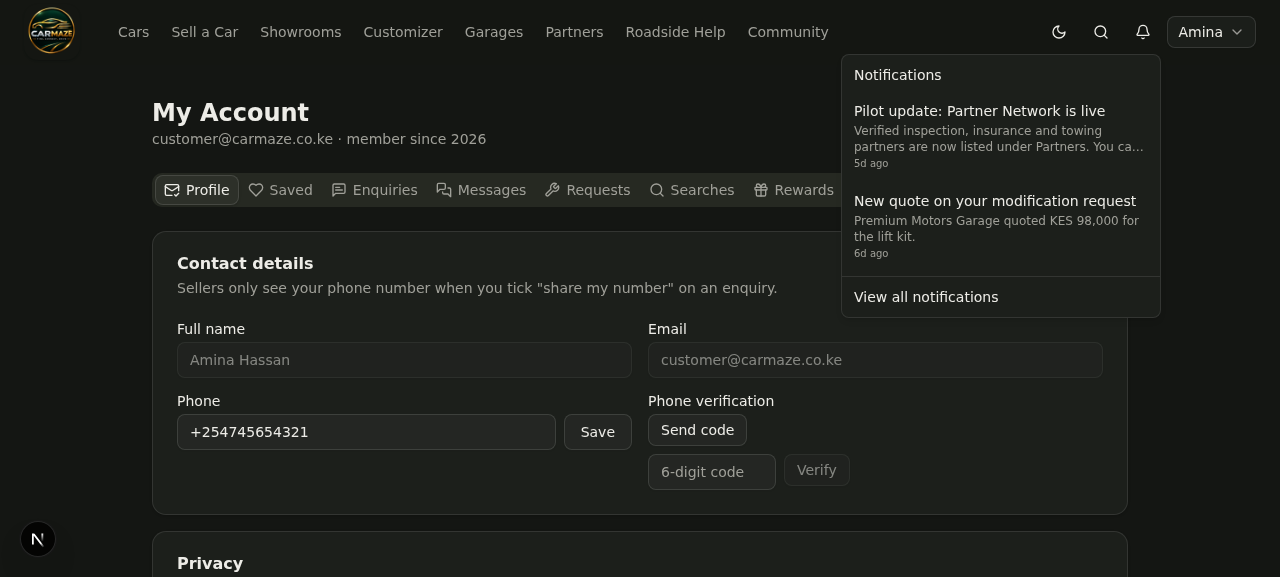 CARMAZE
Cars Sell a Car Showrooms Customizer Garages Partners Roadside Help Community
Amina
Notifications
Pilot update: Partner Network is live
Verified inspection, insurance and towing
partners are now listed under Partners. You ca…
5d ago
New quote on your modification request
Premium Motors Garage quoted KES 98,000 for
the lift kit.
6d ago
View all notifications
My Account
customer@carmaze.co.ke · member since 2026
Profile Saved Enquiries Messages Requests Searches Rewards
Contact details
Sellers only see your phone number when you tick "share my number" on an enquiry.
Full name
Amina Hassan
Email
customer@carmaze.co.ke
Phone
+254745654321
Save
Phone verification
Send code
6-digit code
Verify
N
Privacy